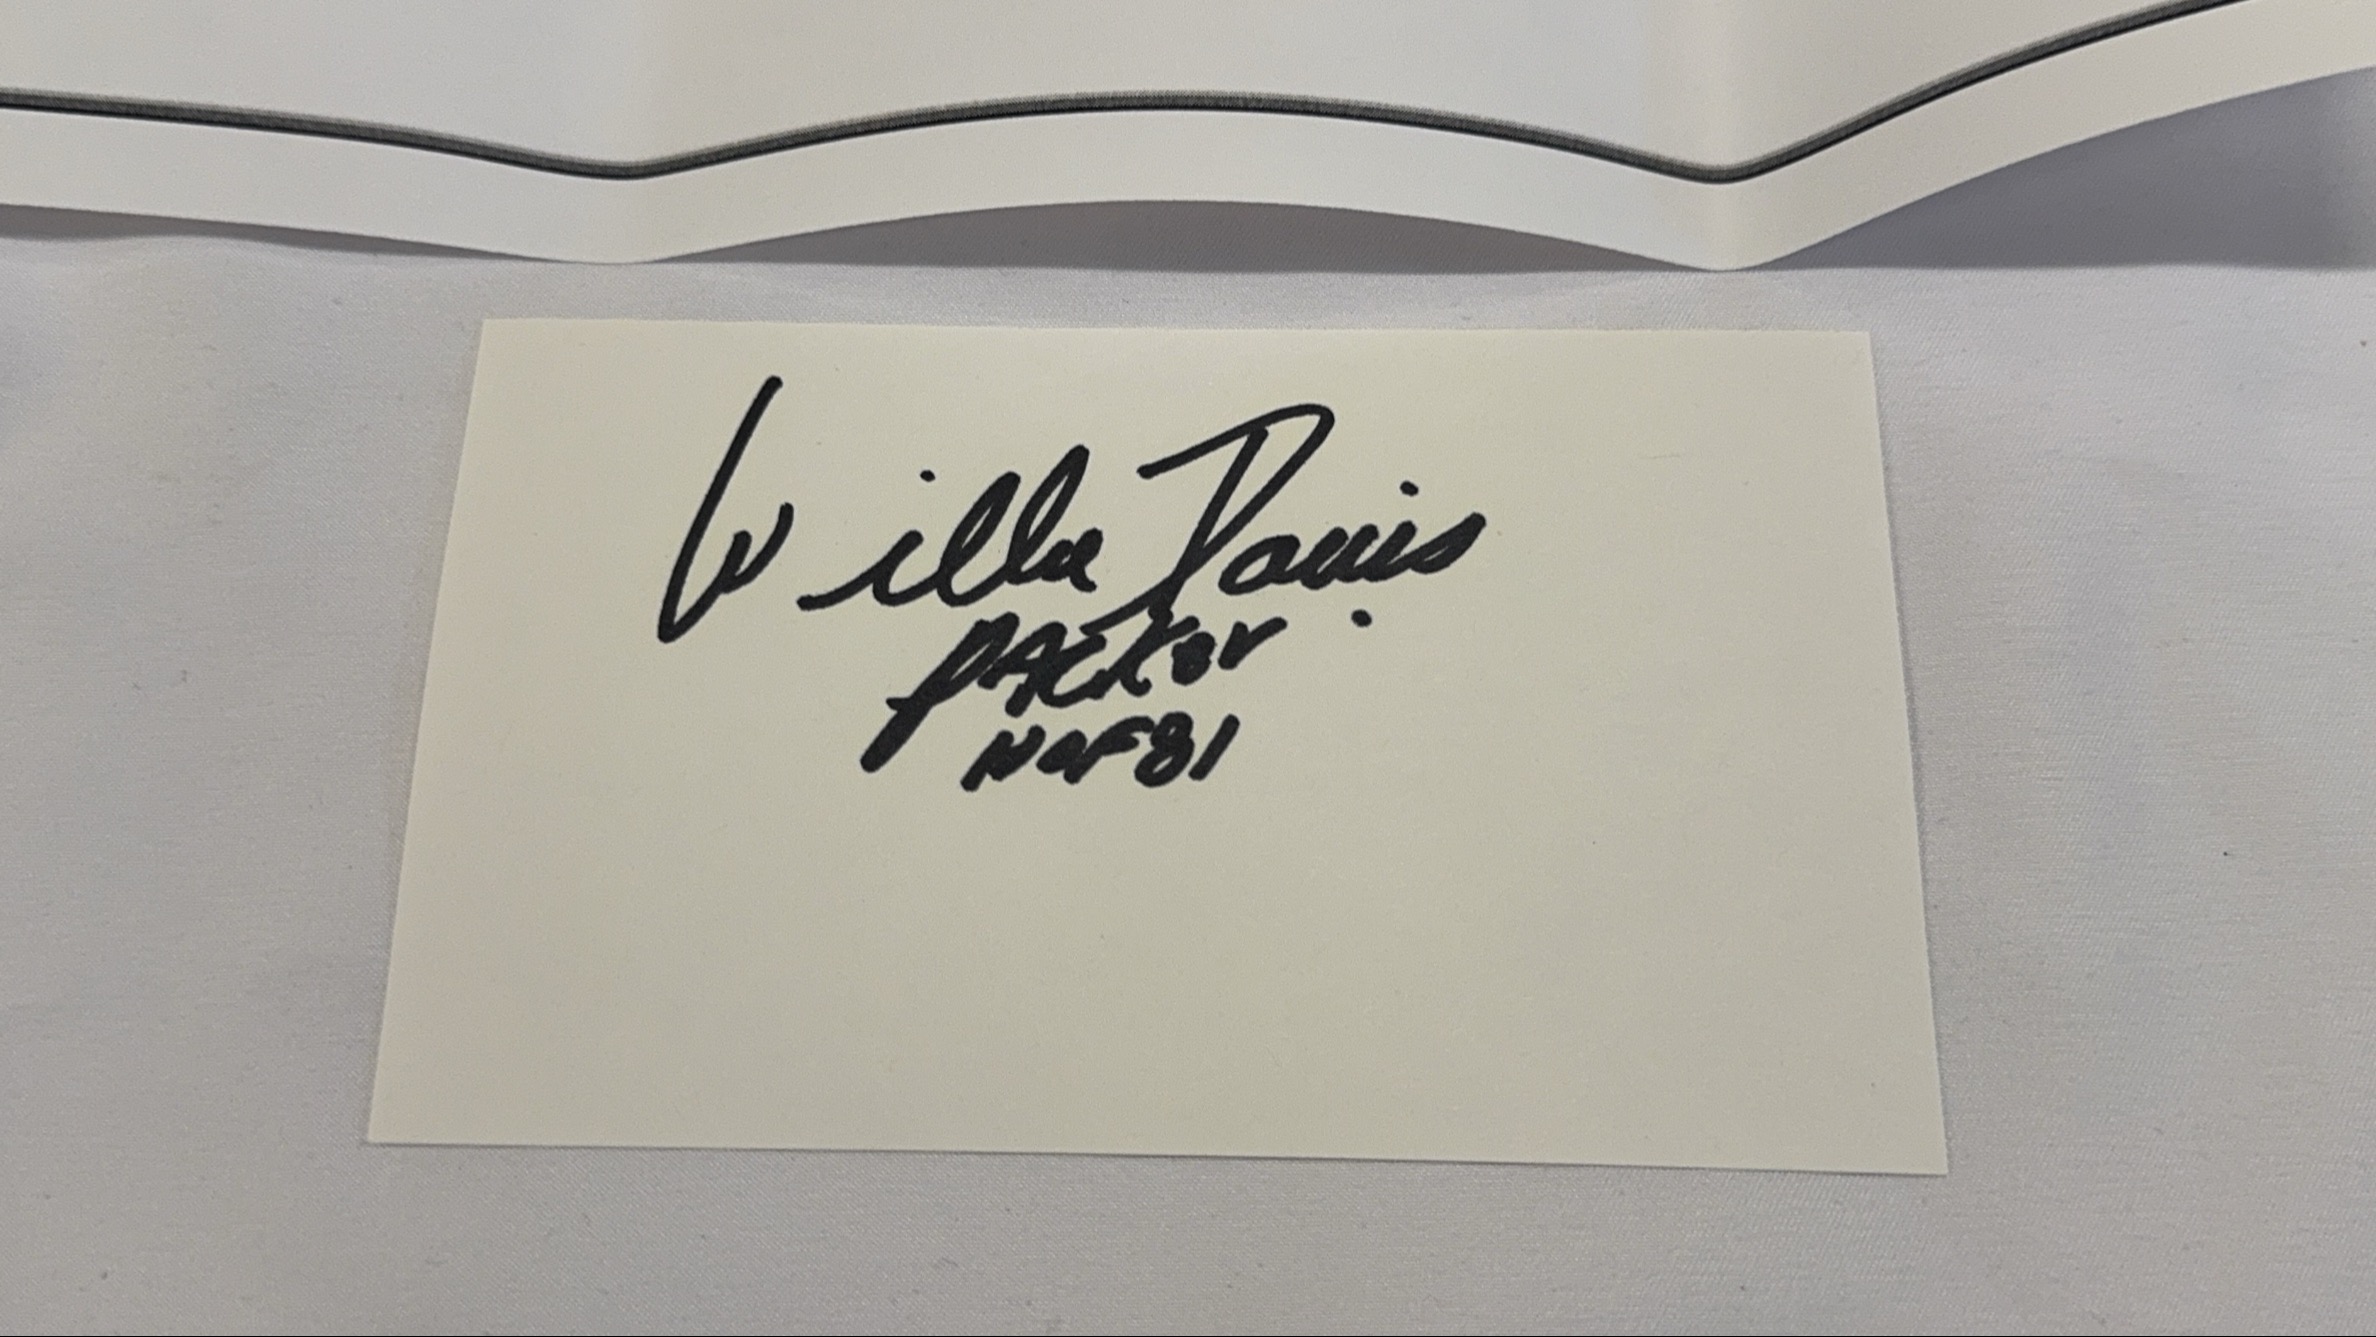 Willie Davis
PACKer
HOF 81